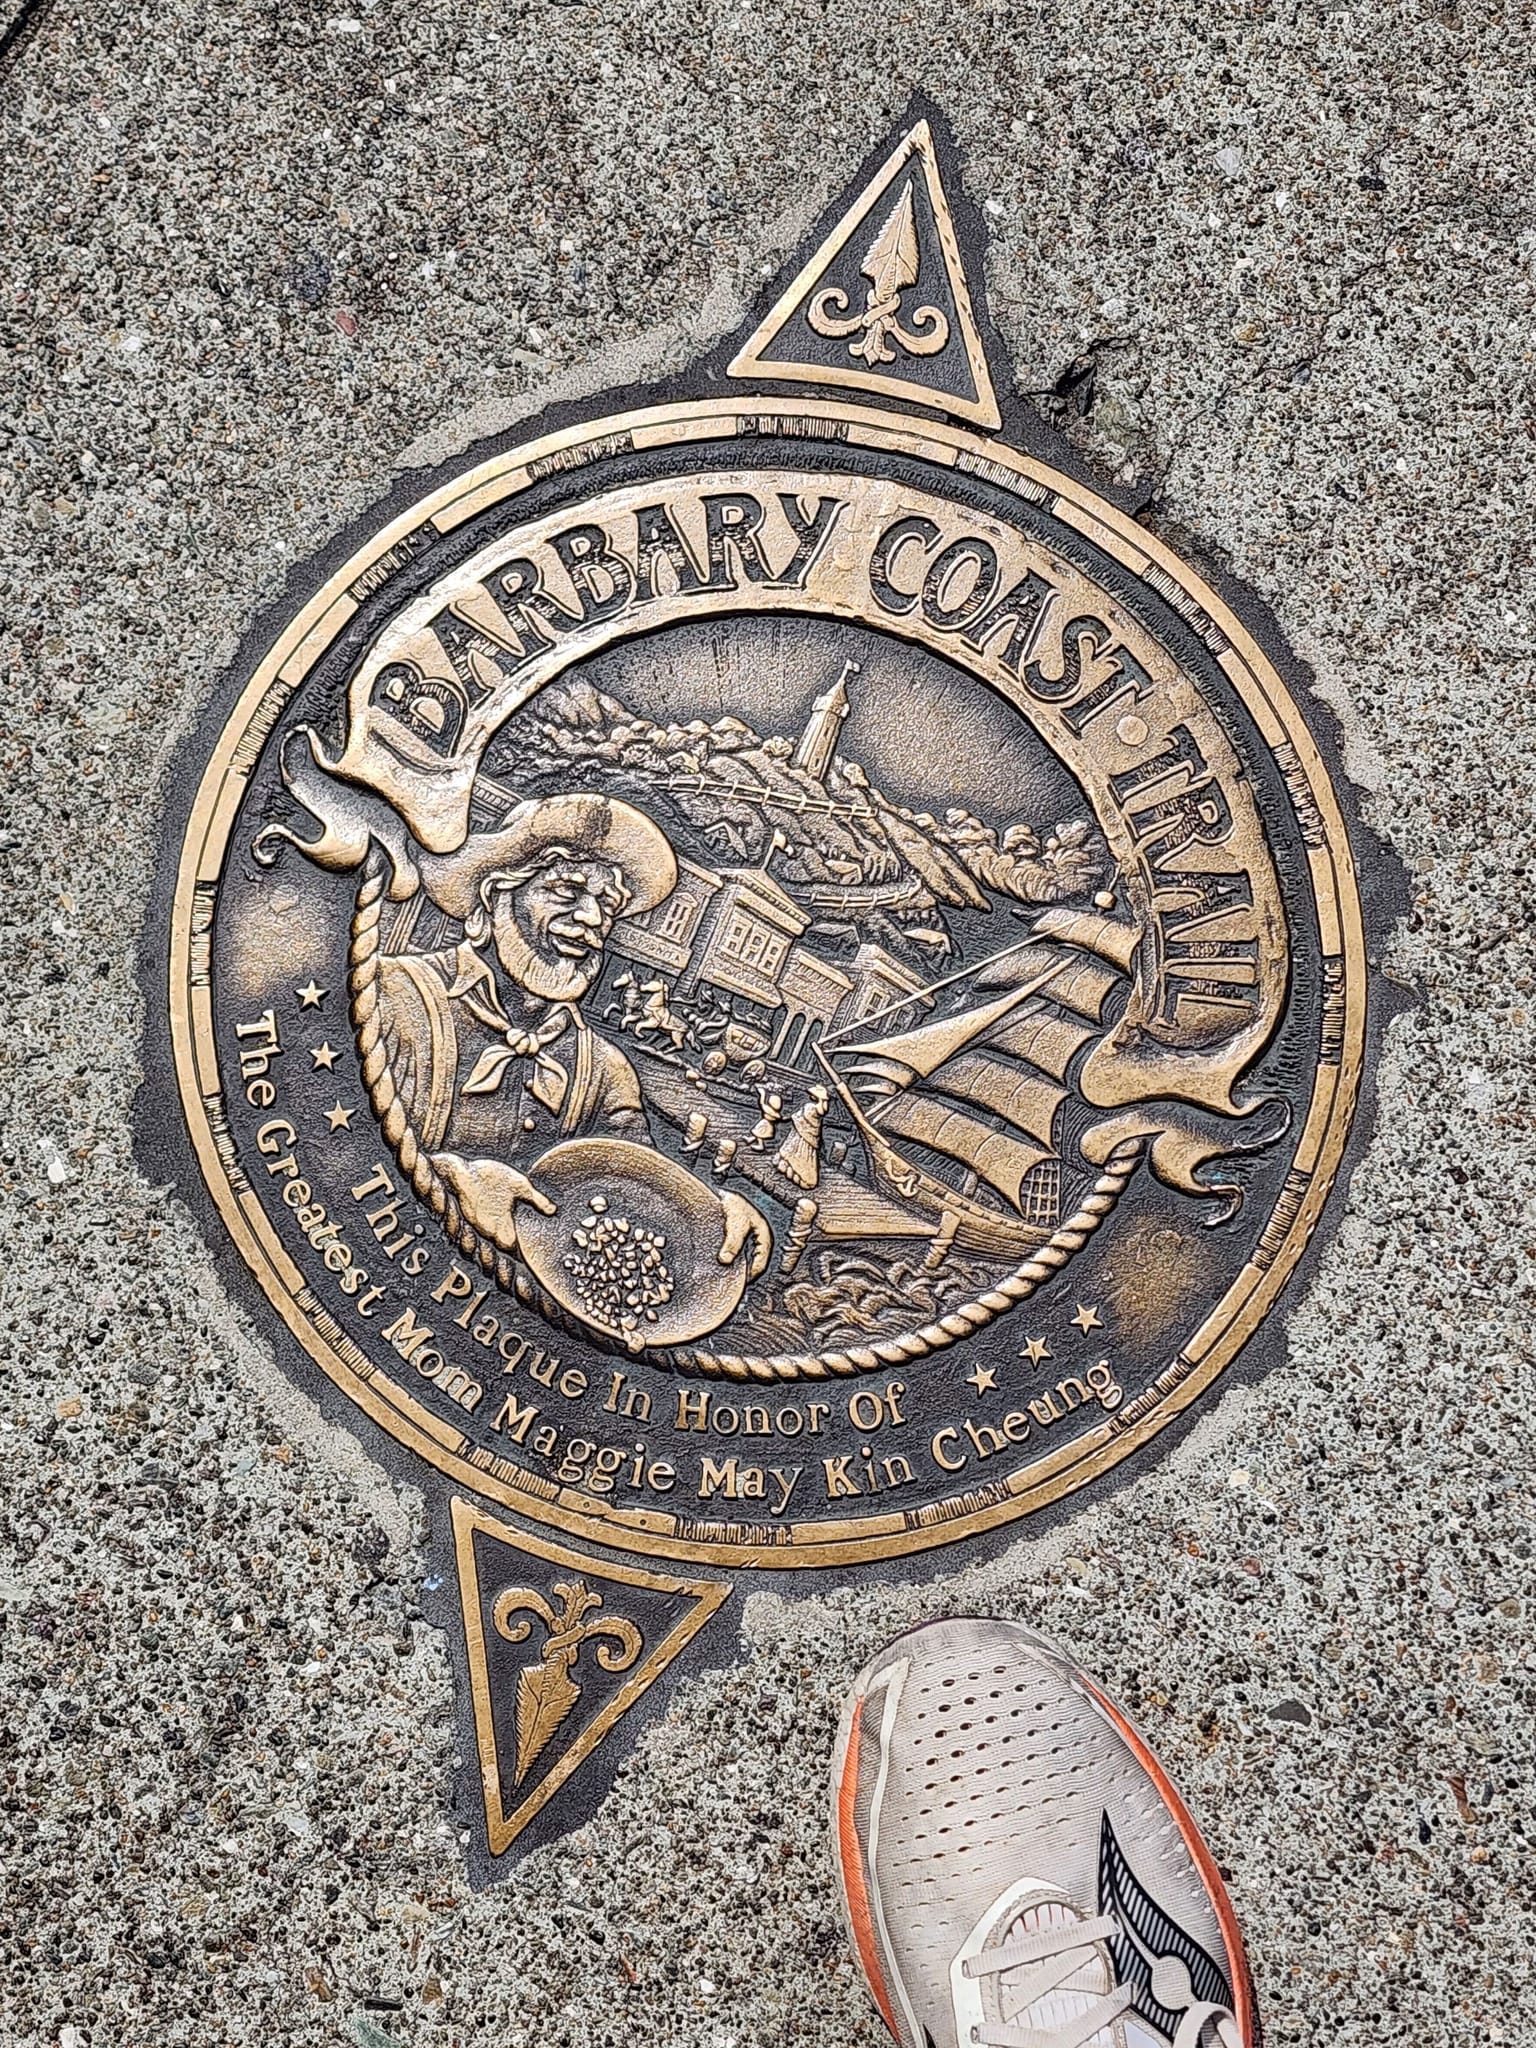 BARBARY COAST · TRAIL
This Plaque In Honor Of
The Greatest Mom Maggie May Kin Cheung